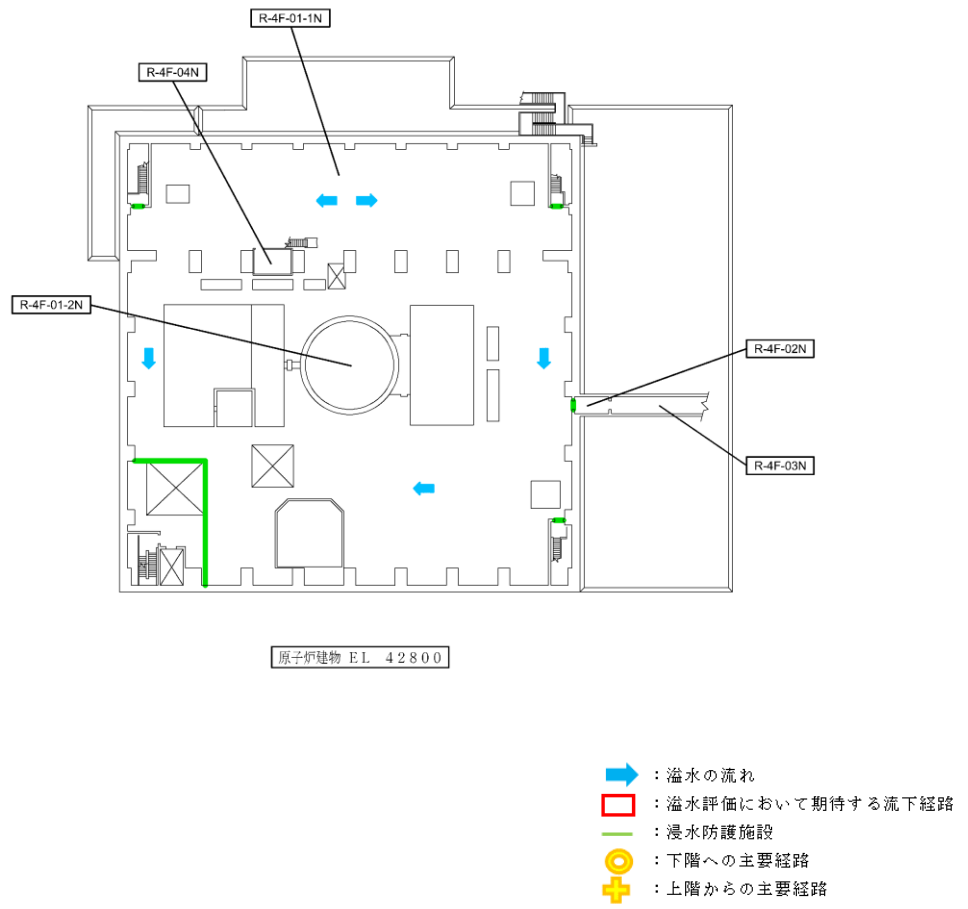 R-4F-01-1N
R-4F-04N
R-4F-01-2N
R-4F-02N
R-4F-03N
原子炉建物 EL 42800
：溢水の流れ
：溢水評価において期待する流下経路
：浸水防護施設
：下階への主要経路
：上階からの主要経路